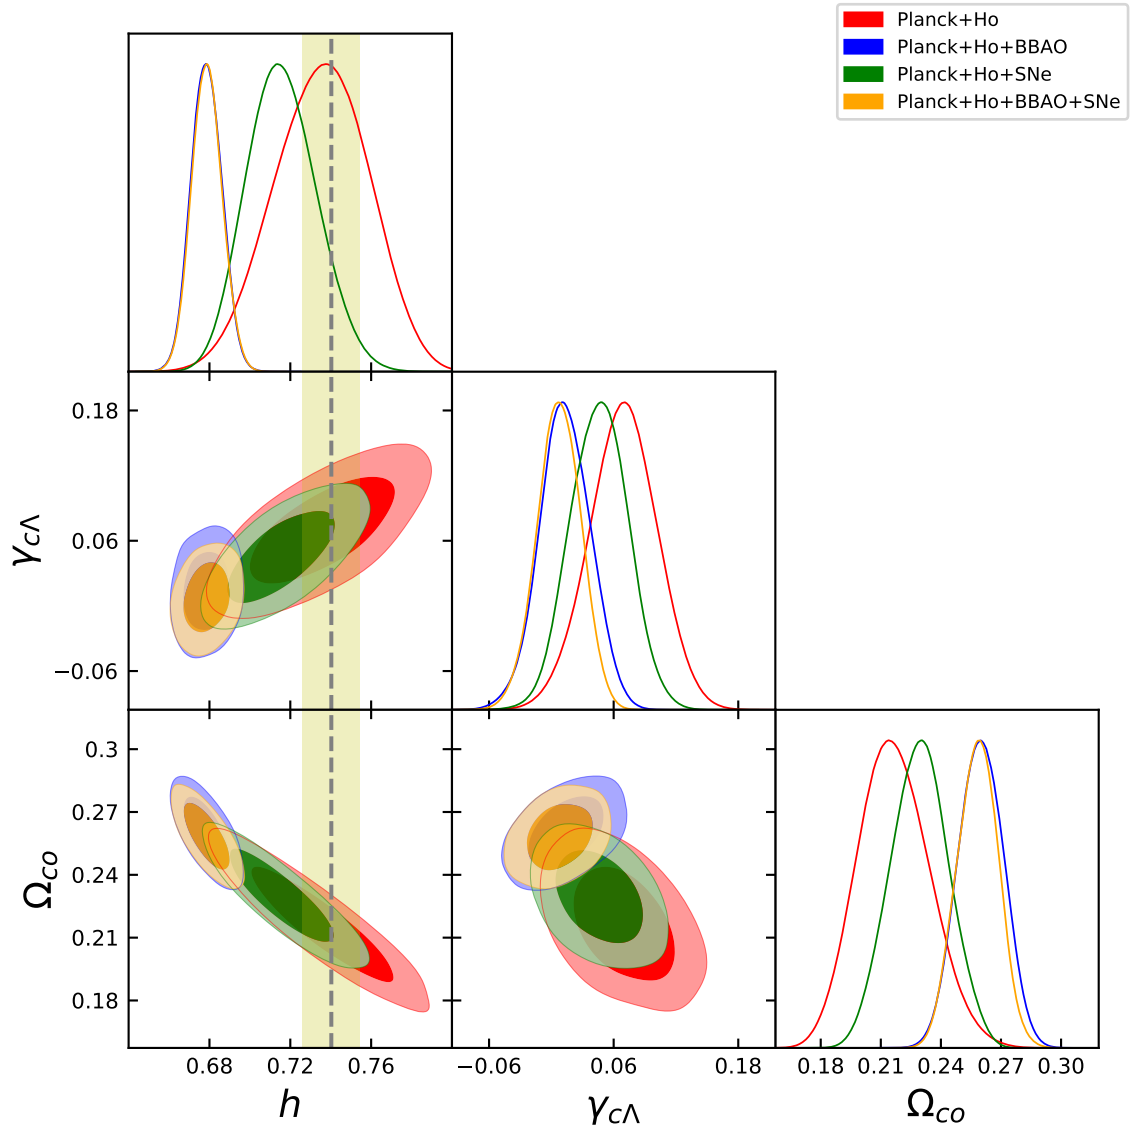 Planck+Ho
Planck+Ho+BBAO
Planck+Ho+SNe
Planck+Ho+BBAO+SNe
0.18
0.06
−0.06
γcΛ
0.3
0.27
0.24
0.21
0.18
Ωco
0.68 0.72 0.76
−0.06 0.06 0.18
0.18 0.21 0.24 0.27 0.30
h
γcΛ
Ωco